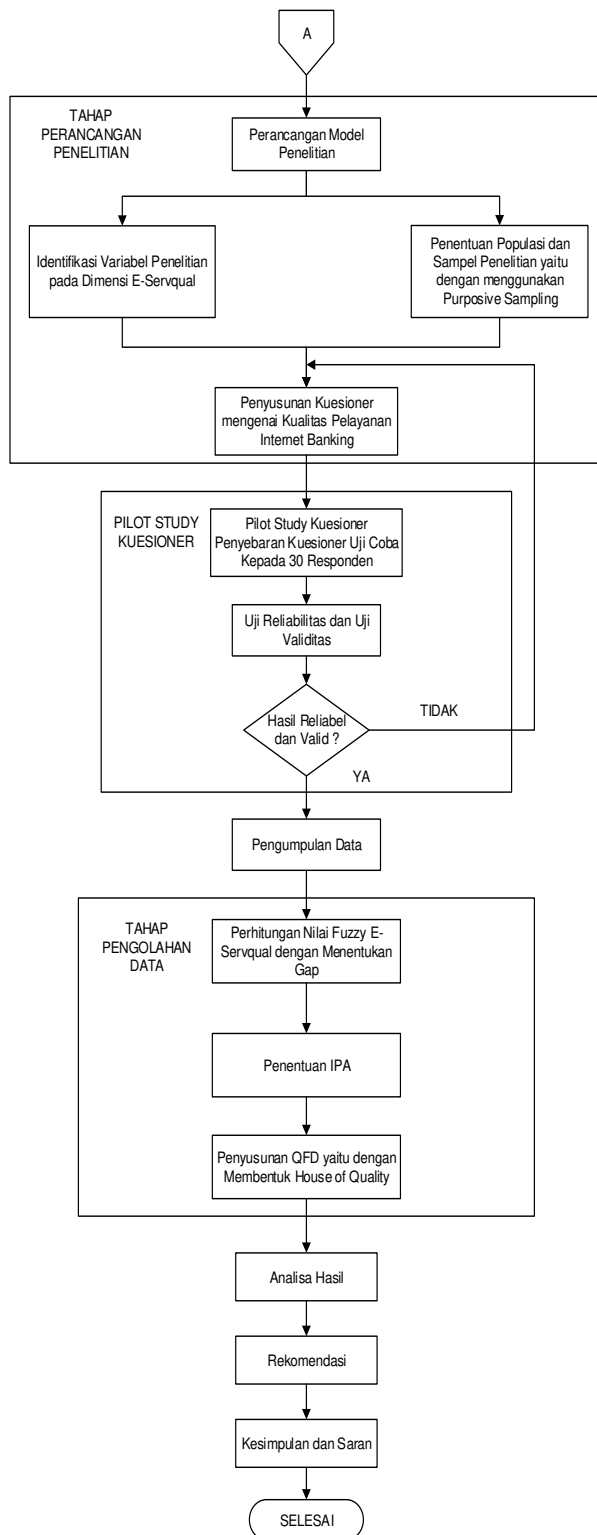 A
TAHAP
PERANCANGAN
PENELITIAN
Perancangan Model
Penelitian
Identifikasi Variabel Penelitian
pada Dimensi E-Servqual
Penentuan Populasi dan
Sampel Penelitian yaitu
dengan menggunakan
Purposive Sampling
Penyusunan Kuesioner
mengenai Kualitas Pelayanan
Internet Banking
PILOT STUDY
KUESIONER
Pilot Study Kuesioner
Penyebaran Kuesioner Uji Coba
Kepada 30 Responden
Uji Reliabilitas dan Uji
Validitas
Hasil Reliabel
dan Valid ?
TIDAK
YA
Pengumpulan Data
TAHAP
PENGOLAHAN
DATA
Perhitungan Nilai Fuzzy E-
Servqual dengan Menentukan
Gap
Penentuan IPA
Penyusunan QFD yaitu dengan
Membentuk House of Quality
Analisa Hasil
Rekomendasi
Kesimpulan dan Saran
SELESAI